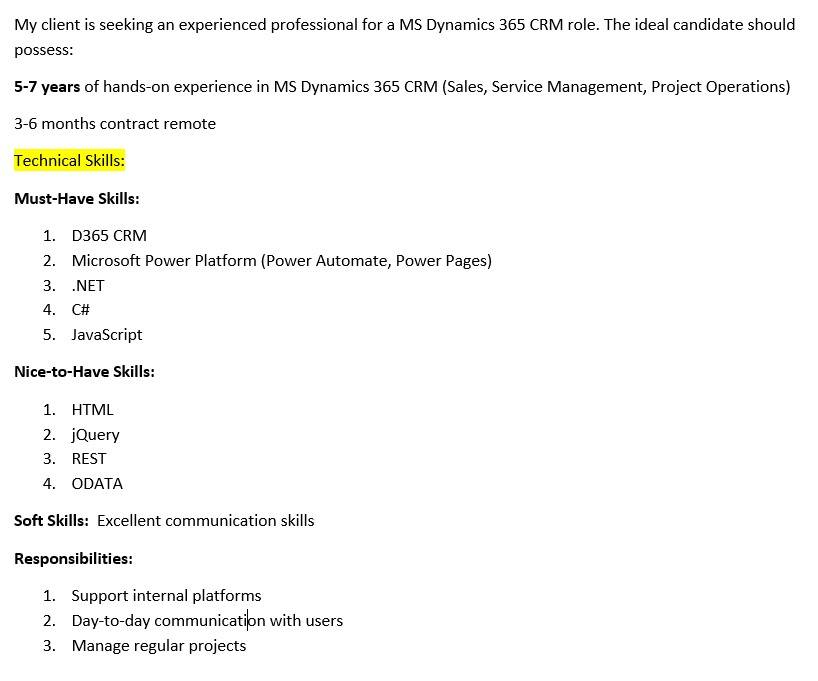 My client is seeking an experienced professional for a MS Dynamics 365 CRM role. The ideal candidate should
possess:
5-7 years of hands-on experience in MS Dynamics 365 CRM (Sales, Service Management, Project Operations)
3-6 months contract remote
Technical Skills:
Must-Have Skills:
1. D365 CRM
2. Microsoft Power Platform (Power Automate, Power Pages)
3. .NET
4. C#
5. JavaScript
Nice-to-Have Skills:
1. HTML
2. jQuery
3. REST
4. ODATA
Soft Skills: Excellent communication skills
Responsibilities:
1. Support internal platforms
2. Day-to-day communication with users
3. Manage regular projects